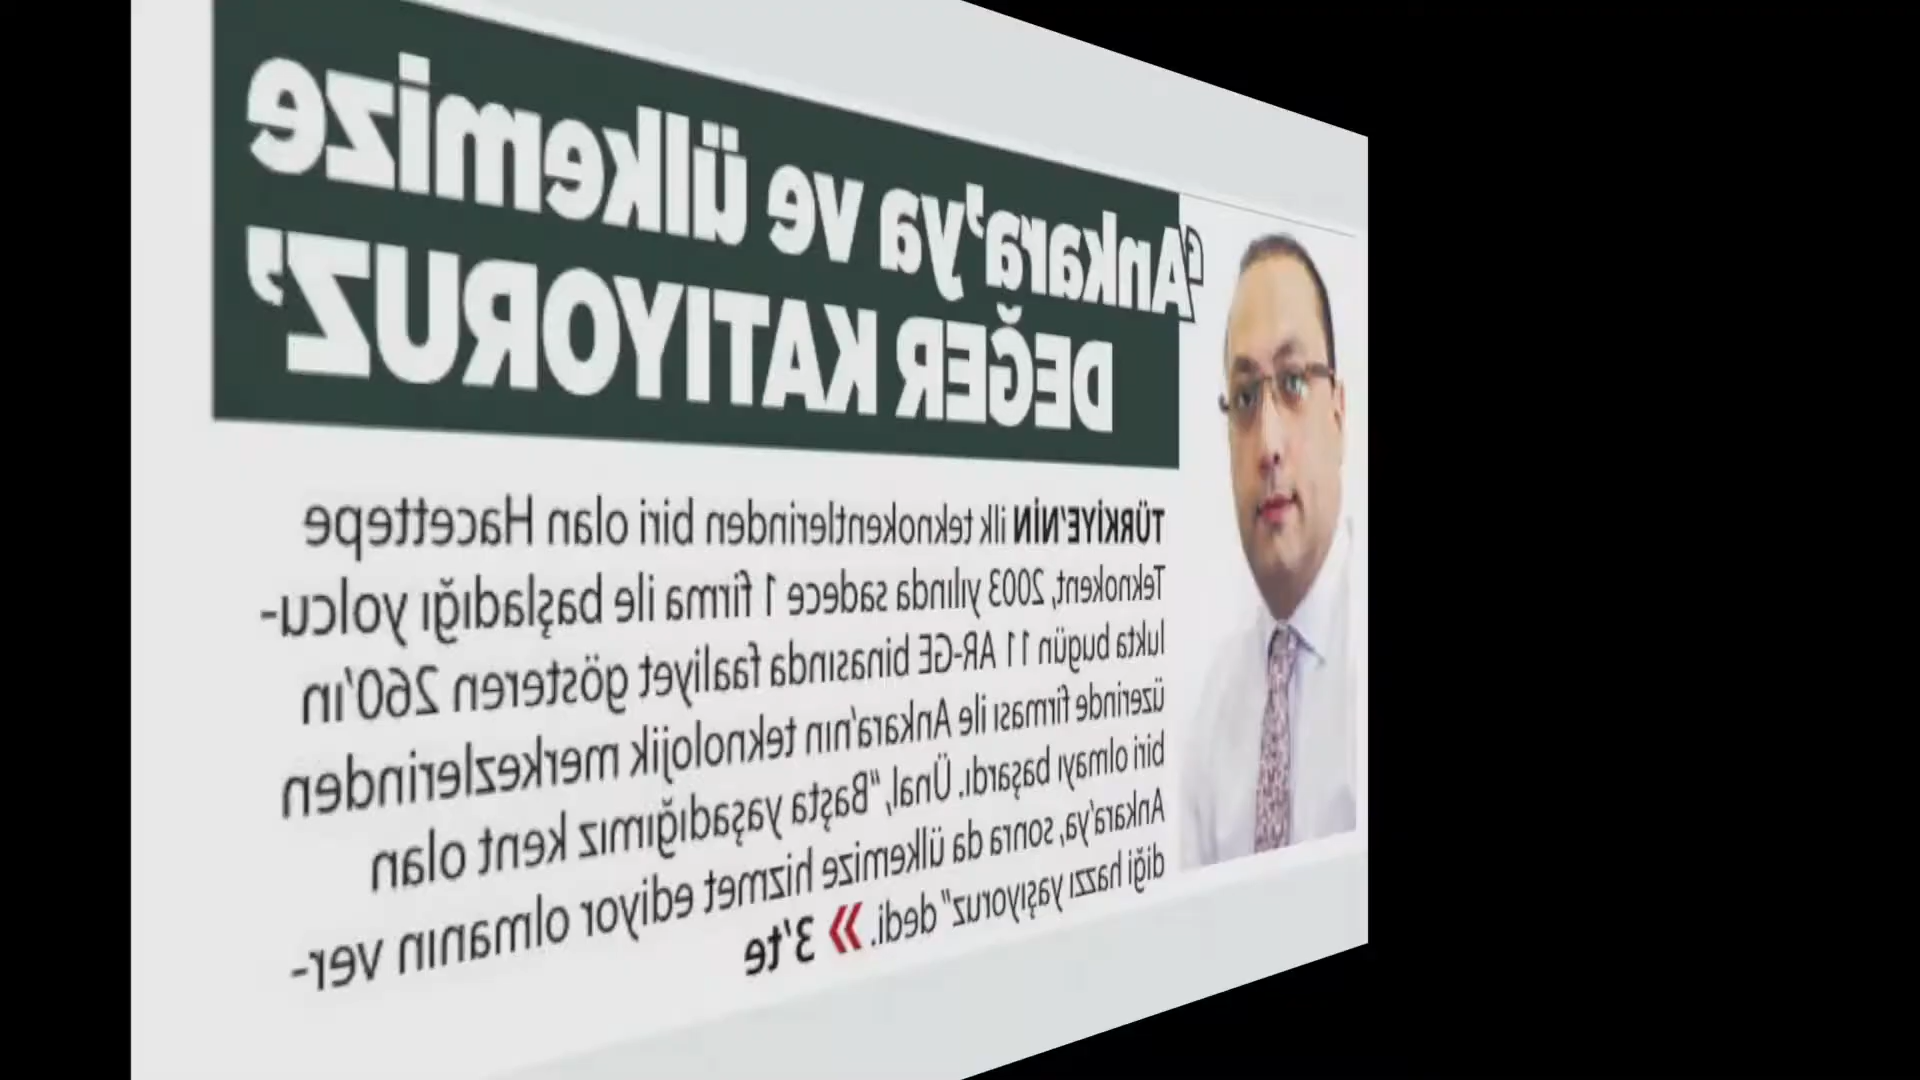 ‘Ankara’ya ve ülkemize
DEĞER KATIYORUZ’
TÜRKİYE'NİN ilk teknokentlerinden biri olan Hacettepe
Teknokent, 2003 yılında sadece 1 firma ile başladığı yolcu-
lukta bugün 11 AR-GE binasında faaliyet gösteren 260'ın
üzerinde firması ile Ankara'nın teknolojik merkezlerinden
biri olmayı başardı. Ünal, "Başta yaşadığımız kent olan
Ankara'ya, sonra da ülkemize hizmet ediyor olmanın ver-
diği hazzı yaşıyoruz" dedi. » 3'te